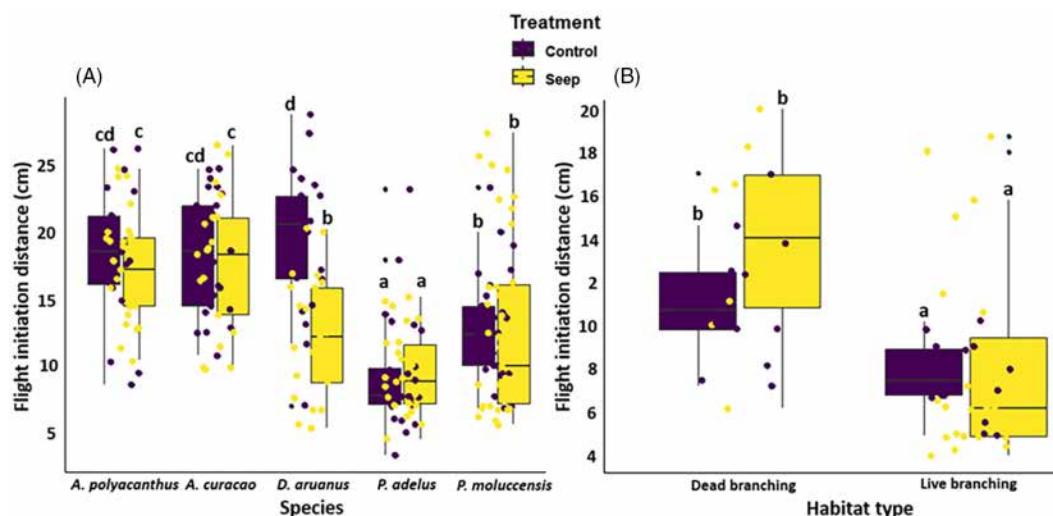 Treatment
Control
Seep
(A)
(B)
Flight initiation distance (cm)
25
20
15
10
5
cd
c
cd
c
d
b
a
a
b
b
A. polyacanthus
A. curacao
D. aruanus
P. adelus
P. moluccensis
Species
Flight initiation distance (cm)
20
18
16
14
2
10
8
6
4
b
b
a
a
Dead branching
Live branching
Habitat type